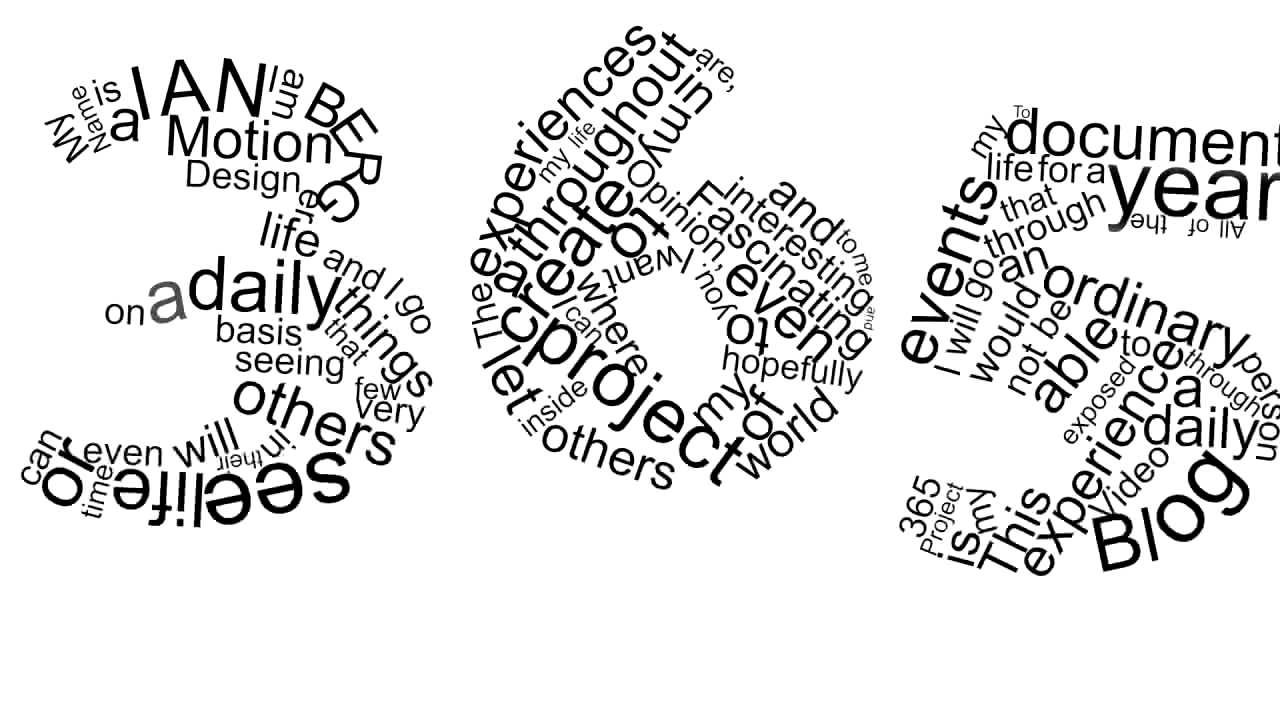 My
Name
is
IAN
BERG
I am
a
Motion
Designer
life and I go
on a daily
basis
things
that
seeing
few
very
others
even will
in
their
can
or
time
life
see
The
experiences
are,
throughout
my life
in my
Opinion,
Fascinating
interesting
and
to me
and
even
to
you,
I want
to
create
a
project
where
I can
let
others
inside
my
world
of
hopefully
To
document
my
life for a
year
All of the
events
that
I will go
through
an
ordinary
person
would
not be
able
to
experience
exposed
through
a
daily
Video
Blog
This
is
my
365
Project